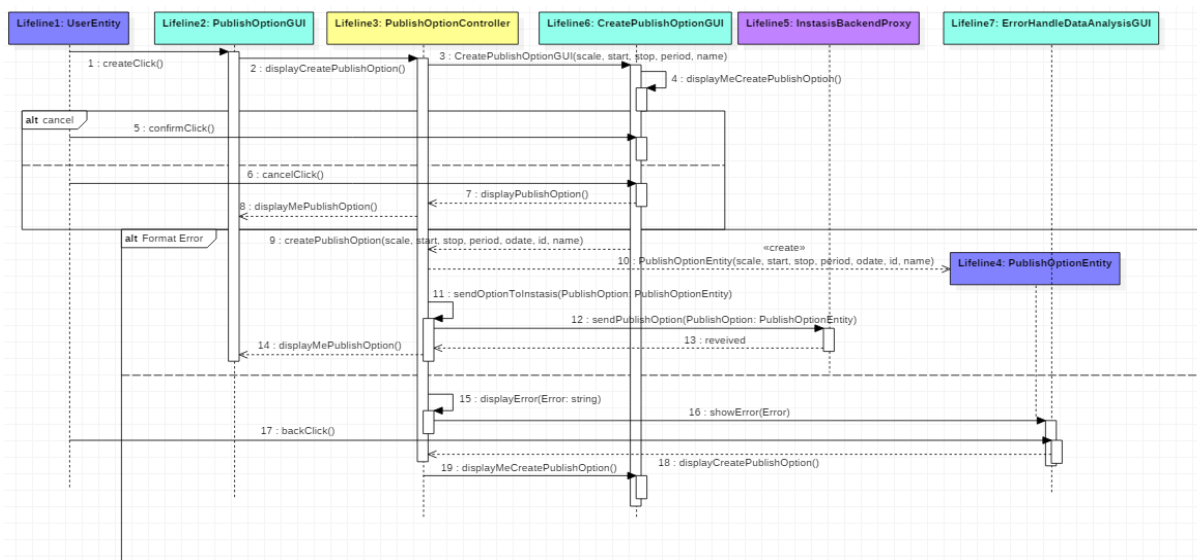 Lifeline1: UserEntity
Lifeline2: PublishOptionGUI
Lifeline3: PublishOptionController
Lifeline6: CreatePublishOptionGUI
Lifeline5: InstasisBackendProxy
Lifeline7: ErrorHandleDataAnalysisGUI
1 : createClick()
2 : displayCreatePublishOption()
3 : CreatePublishOptionGUI(scale, start, stop, period, name)
4 : displayMeCreatePublishOption()
alt cancel
5 : confirmClick()
6 : cancelClick()
7 : displayPublishOption()
8 : displayMePublishOption()
alt Format Error
9 : createPublishOption(scale, start, stop, period, odate, id, name)
«create»
10 : PublishOptionEntity(scale, start, stop, period, odate, id, name)
Lifeline4: PublishOptionEntity
11 : sendOptionToInstasis(PublishOption: PublishOptionEntity)
12 : sendPublishOption(PublishOption: PublishOptionEntity)
13 : reveived
14 : displayMePublishOption()
15 : displayError(Error: string)
16 : showError(Error)
17 : backClick()
18 : displayCreatePublishOption()
19 : displayMeCreatePublishOption()